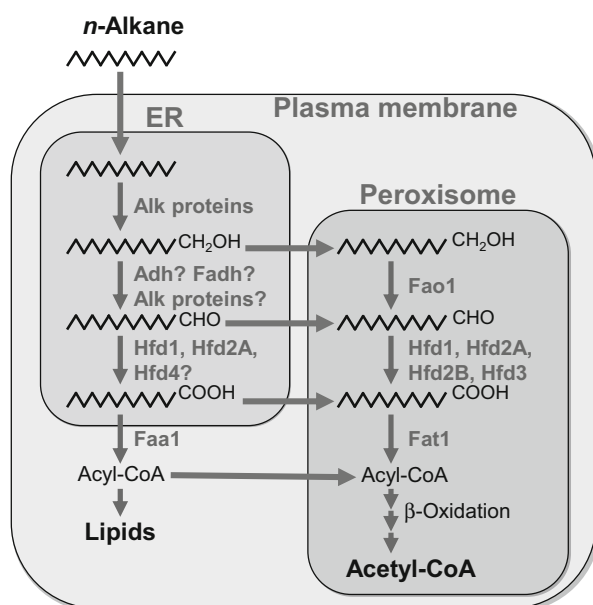 n-Alkane
Plasma membrane
ER
Alk proteins
Peroxisome
CH2OH
CH2OH
Adh? Fadh?
Alk proteins?
Fao1
CHO
CHO
Hfd1, Hfd2A,
Hfd4?
Hfd1, Hfd2A,
Hfd2B, Hfd3
COOH
COOH
Faa1
Fat1
Acyl-CoA
Acyl-CoA
β-Oxidation
Lipids
Acetyl-CoA